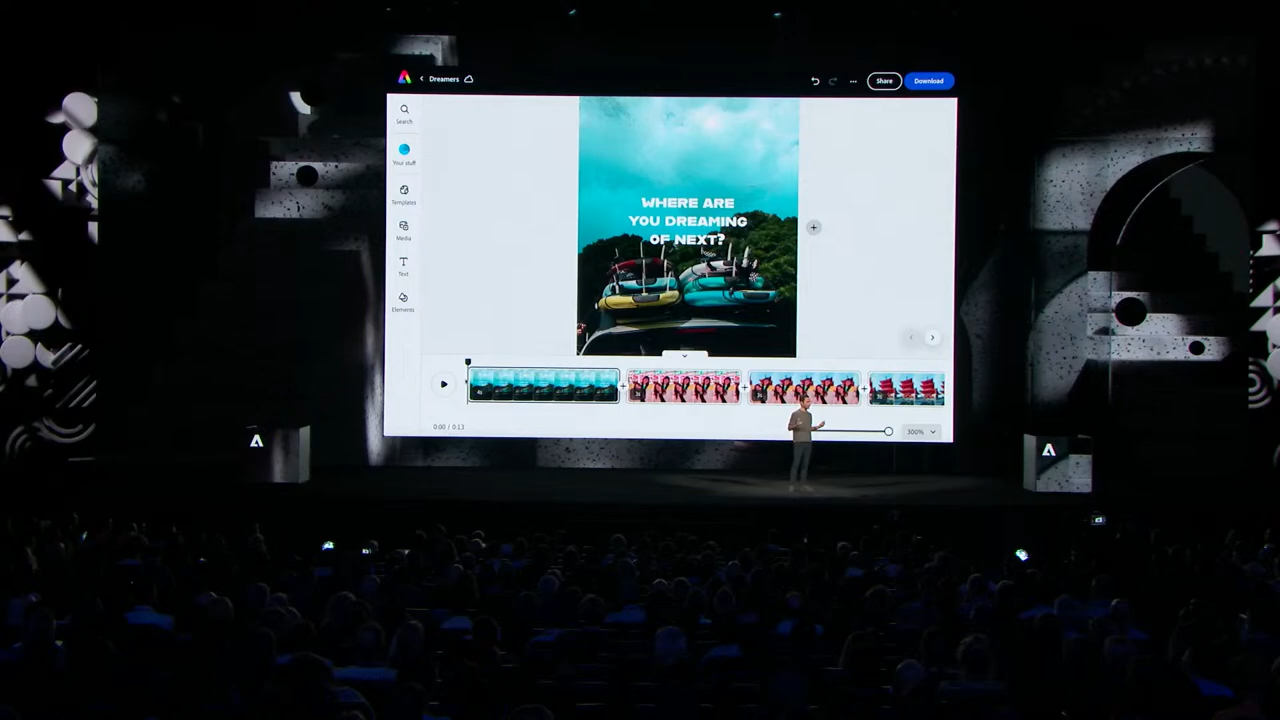 Dreamers
Share
Download
Search
Your stuff
Templates
Media
Text
Elements
WHERE ARE
YOU DREAMING
OF NEXT?
0:00 / 0:13
300%